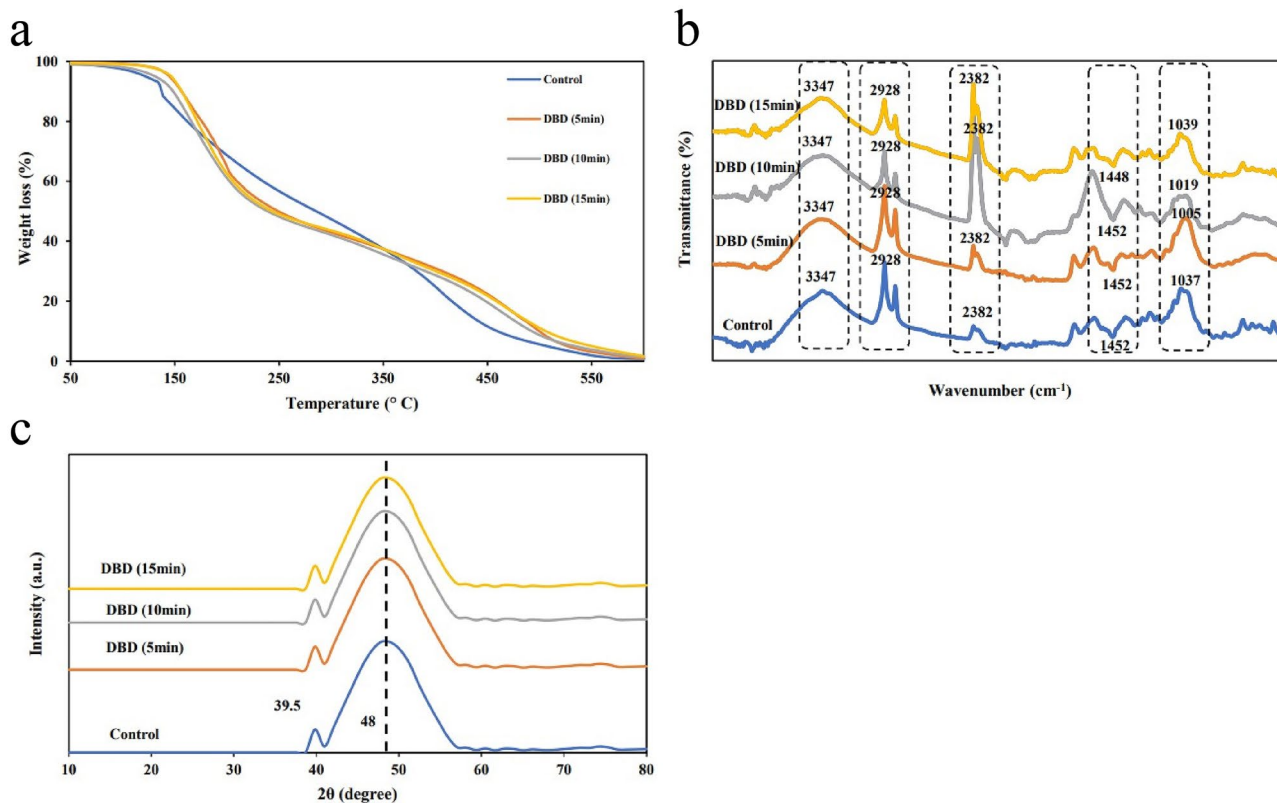 a
100
80
60
40
20
0
Weight loss (%)
50
150
250
350
450
550
Temperature (° C)
Control
DBD (5min)
DBD (10min)
DBD (15min)
b
Transmittance (%)
DBD (15min)
3347
2928
2382
1039
DBD (10min)
3347
2928
2382
1448
1019
DBD (5min)
3347
2928
2382
1452
1005
Control
3347
2928
2382
1452
1037
Wavenumber (cm-1)
c
Intensity (a.u.)
DBD (15min)
DBD (10min)
DBD (5min)
Control
39.5
48
10
20
30
40
50
60
70
80
2θ (degree)